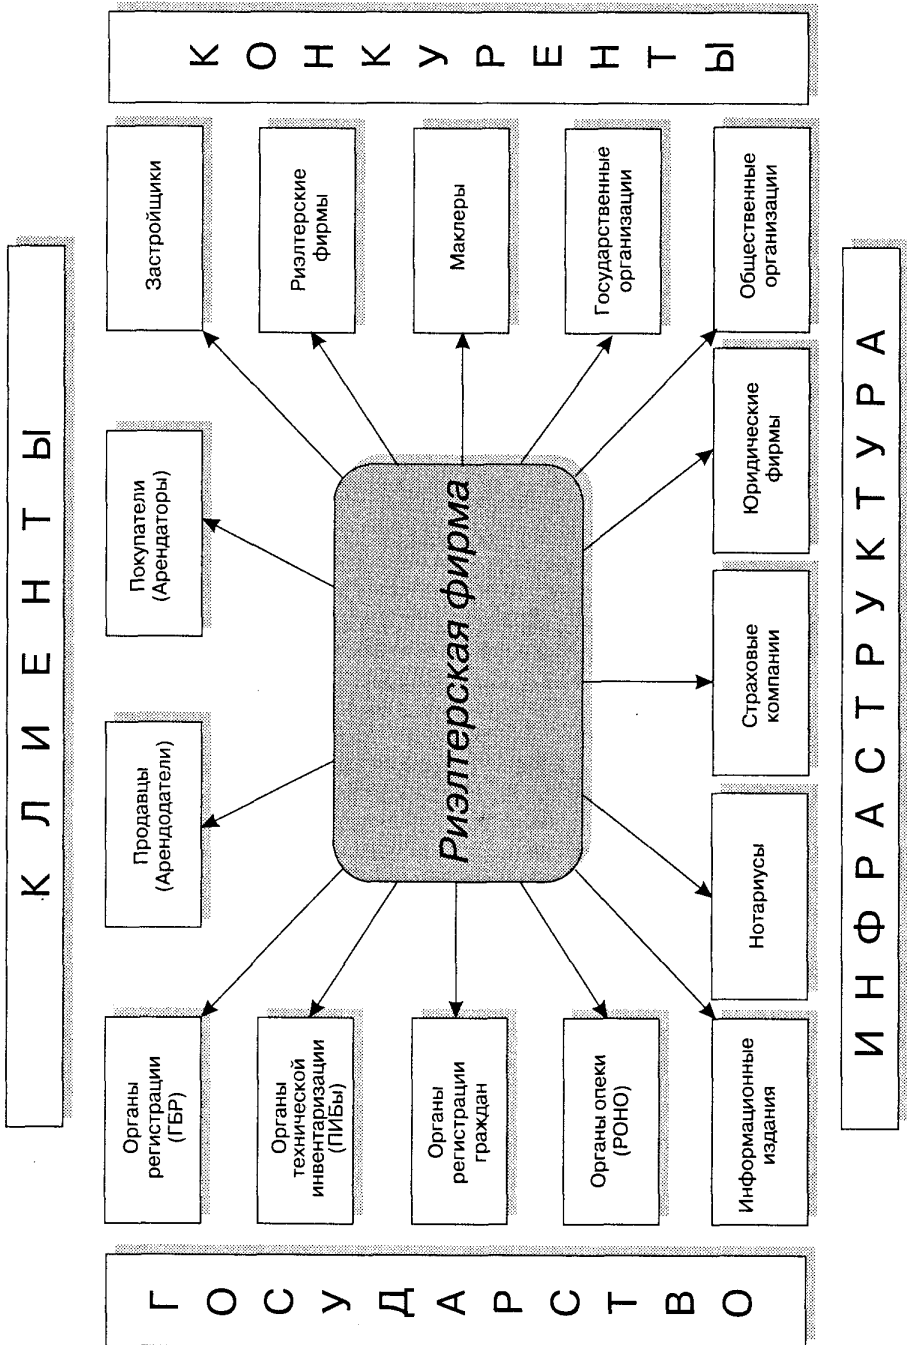 КЛИЕНТЫ
ГОСУДАРСТВО
КОНКУРЕНТЫ
ИНФРАСТРУКТУРА
Органы
регистрации
(ГБР)
Продавцы
(Арендодатели)
Покупатели
(Арендаторы)
Застройщики
Органы
технической
инвентаризации
(ПИБы)
Риэлтерские
фирмы
Органы
регистрации
граждан
Риэлтерская фирма
Маклеры
Органы опеки
(РОНО)
Государственные
организации
Информационные
издания
Нотариусы
Страховые
компании
Юридические
фирмы
Общественные
организации